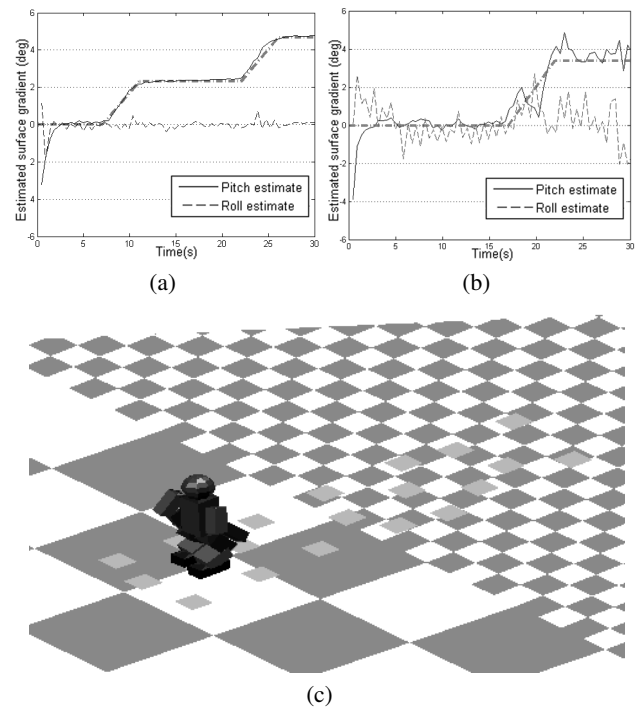 6
4
2
0
-2
-4
-6
0 5 10 15 20 25 30
Estimated surface gradient (deg)
Time(s)
Pitch estimate
Roll estimate
(a)
6
4
2
0
-2
-4
-6
0 5 10 15 20 25 30
Estimated surface gradient (deg)
Time(s)
Pitch estimate
Roll estimate
(b)
(c)